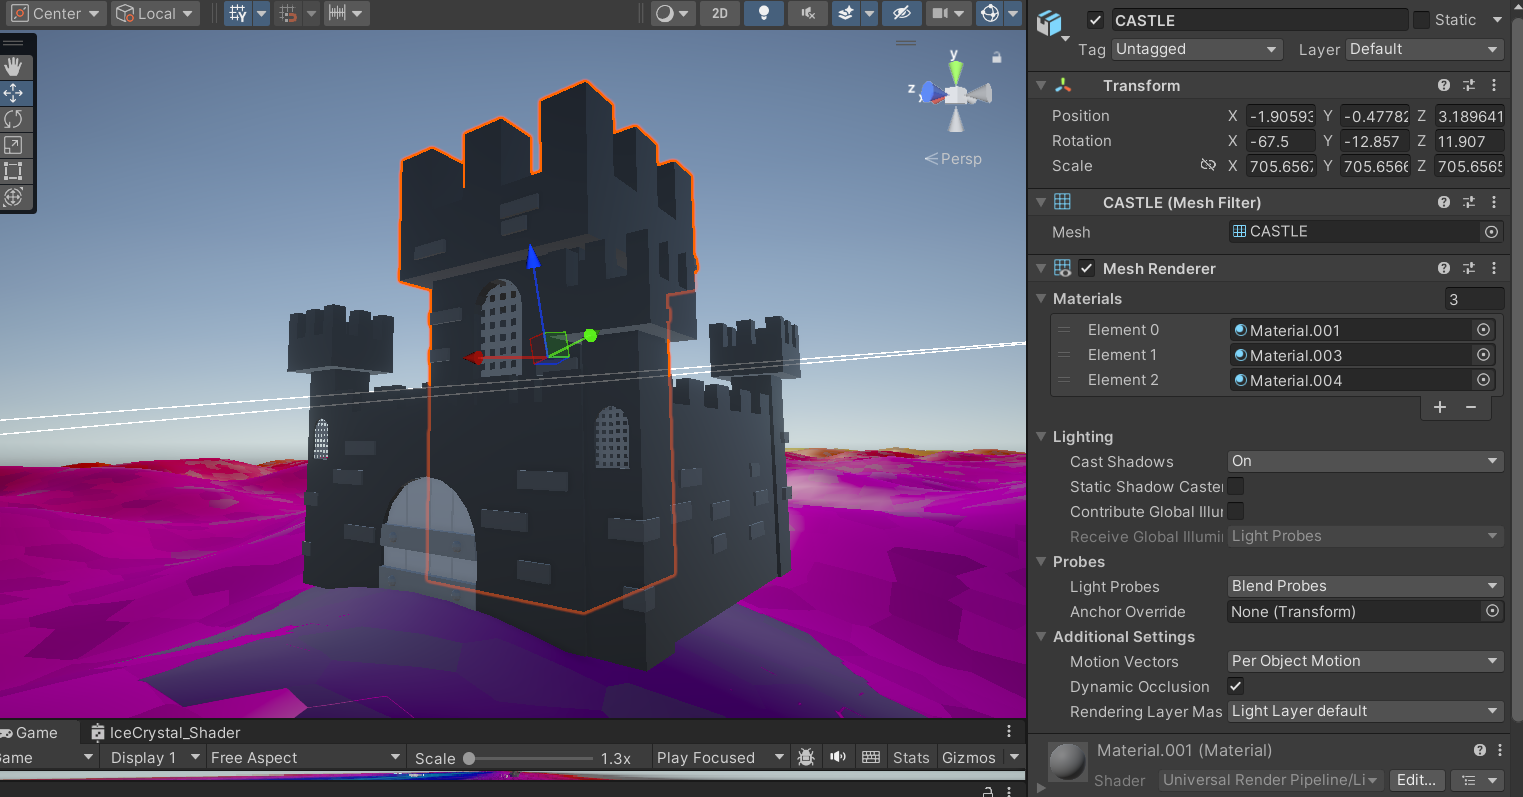 Center Local 2D
CASTLE Static
Tag Untagged Layer Default
Transform
Position X -1.90593 Y -0.47782 Z 3.189641
Rotation X -67.5 Y -12.857 Z 11.907
Scale X 705.6567 Y 705.6566 Z 705.6565
y
z
x
Persp
CASTLE (Mesh Filter)
Mesh CASTLE
Mesh Renderer
Materials 3
Element 0 Material.001
Element 1 Material.003
Element 2 Material.004
+ −
Lighting
Cast Shadows On
Static Shadow Caste
Contribute Global Illur
Receive Global Illumi Light Probes
Probes
Light Probes Blend Probes
Anchor Override None (Transform)
Additional Settings
Motion Vectors Per Object Motion
Dynamic Occlusion
Rendering Layer Mas Light Layer default
Game IceCrystal_Shader
ame Display 1 Free Aspect Scale 1.3x Play Focused Stats Gizmos
Material.001 (Material)
Shader Universal Render Pipeline/Li Edit...